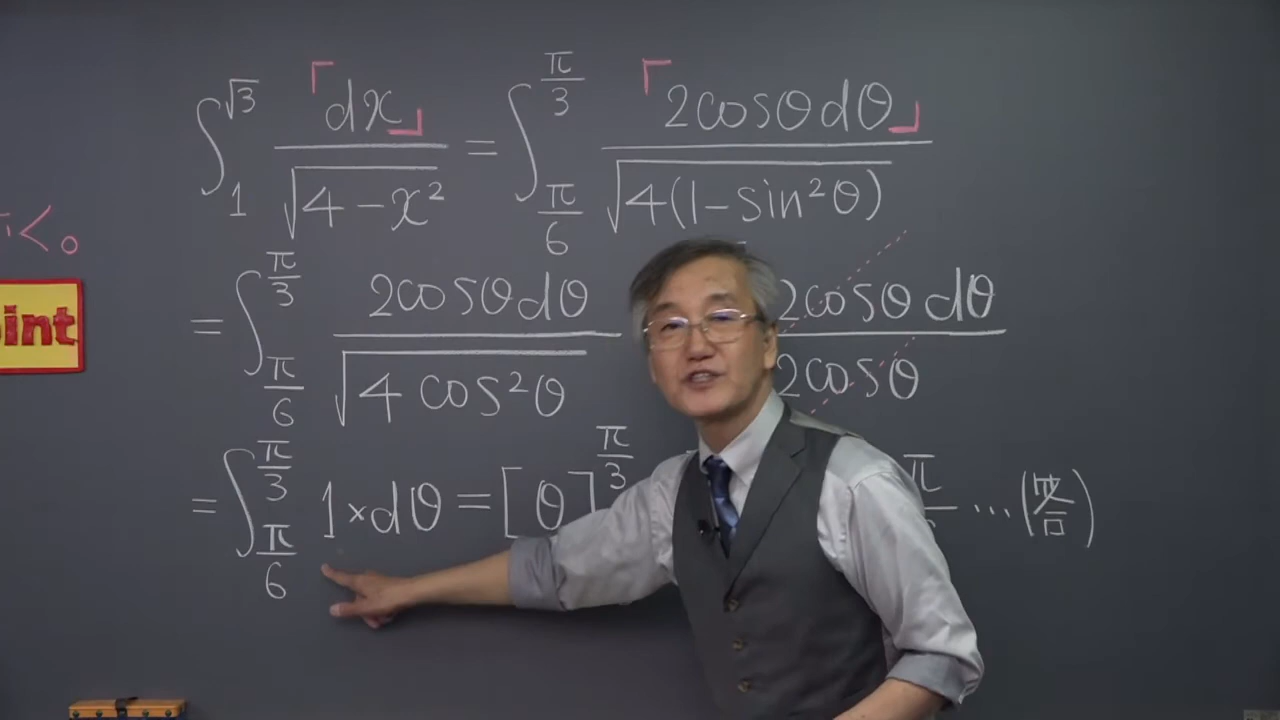 ∫_1^√3 「dx」/√(4-x²) = ∫_{π/6}^{π/3} 「2cosθdθ」/√(4(1-sin²θ))
く。
int
= ∫_{π/6}^{π/3} 2cosθdθ/√(4cos²θ) 2cosθdθ/2cosθ
= ∫_{π/6}^{π/3} 1×dθ = [θ]^{π/3} π …(答)